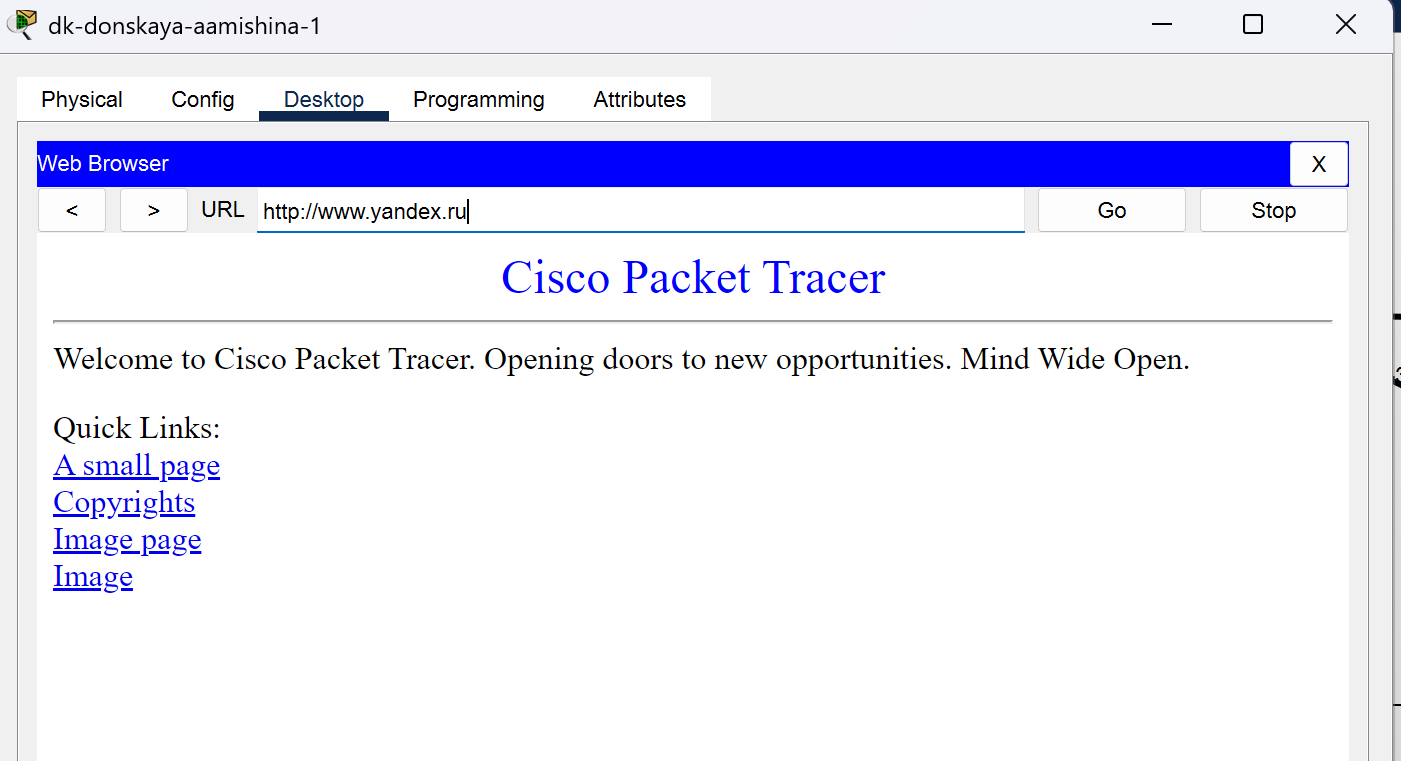 dk-donskaya-aamishina-1
Physical Config Desktop Programming Attributes
Web Browser X
< > URL http://www.yandex.ru Go Stop
Cisco Packet Tracer
Welcome to Cisco Packet Tracer. Opening doors to new opportunities. Mind Wide Open.
Quick Links:
A small page
Copyrights
Image page
Image